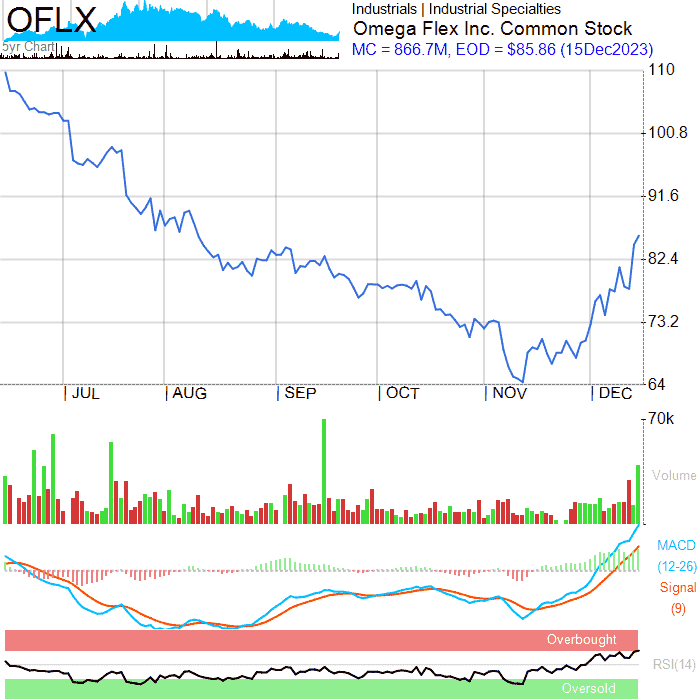 OFLX
5yr Chart
Industrials | Industrial Specialties
Omega Flex Inc. Common Stock
MC = 866.7M, EOD = $85.86 (15Dec2023)
110
100.8
91.6
82.4
73.2
64
JUL AUG SEP OCT NOV DEC
70k
Volume
MACD
(12-26)
Signal
(9)
Overbought
RSI(14)
Oversold